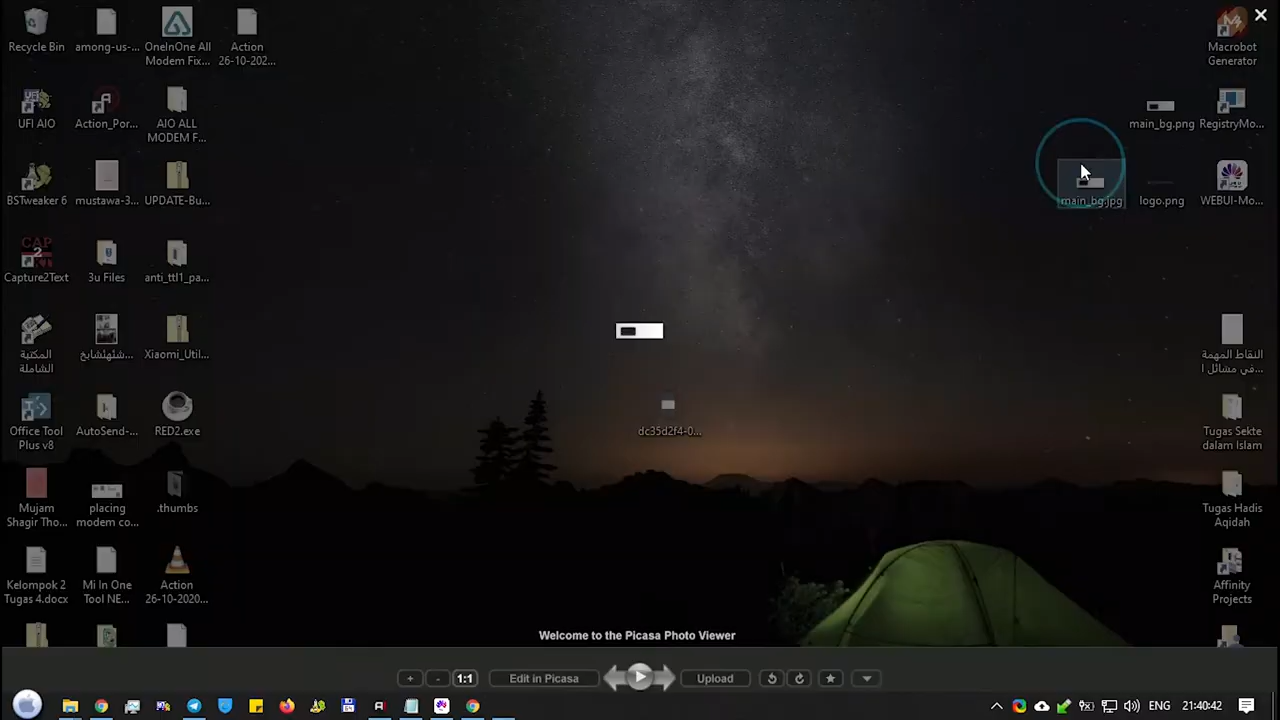 Recycle Bin
among-us-...
OneInOne All
Modem Fix...
Action
26-10-202...
Macrobot
Generator
UFI AIO
Action_Por...
AIO ALL
MODEM F...
main_bg.png
RegistryMo...
BSTweaker 6
mustawa-3...
UPDATE-Bu...
main_bg.jpg
logo.png
WEBUI-Mo...
CAP
2
Capture2Text
3u Files
anti_ttl1_pa...
المكتبة
الشاملة
Xiaomi_Util...
النقاط المهمة
في مسائل ا...
Office Tool
Plus v8
AutoSend-...
RED2.exe
dc35d2f4-0...
Tugas Sekte
dalam Islam
Mujam
Shagir Tho...
placing
modem co...
.thumbs
Tugas Hadis
Aqidah
Kelompok 2
Tugas 4.docx
Mi In One
Tool NE...
Action
26-10-2020...
Affinity
Projects
Welcome to the Picasa Photo Viewer
+
-
1:1
Edit in Picasa
Upload
ENG
21:40:42